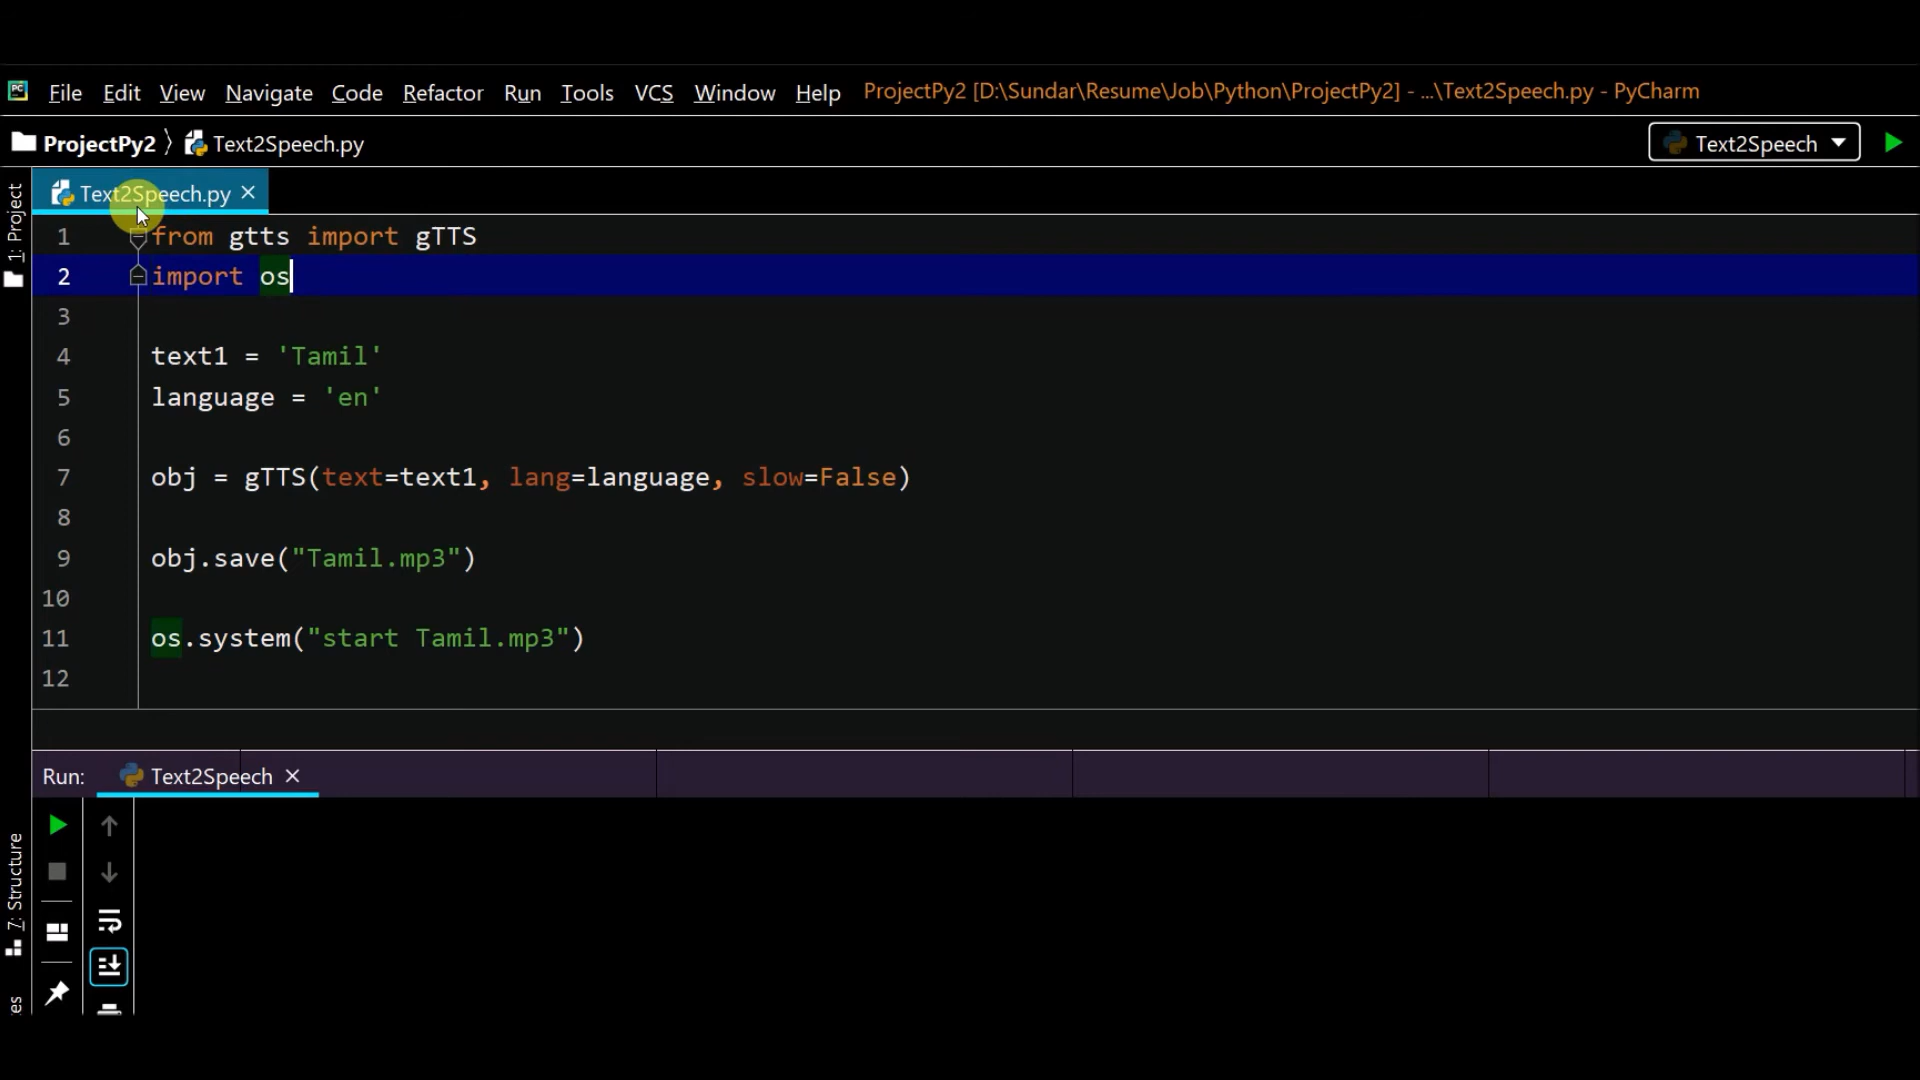 File Edit View Navigate Code Refactor Run Tools VCS Window Help ProjectPy2 [D:\Sundar\Resume\Job\Python\ProjectPy2] - ...\Text2Speech.py - PyCharm
ProjectPy2 Text2Speech.py Text2Speech
Text2Speech.py
1: Project
1 from gtts import gTTS
2 import os
3
4 text1 = 'Tamil'
5 language = 'en'
6
7 obj = gTTS(text=text1, lang=language, slow=False)
8
9 obj.save("Tamil.mp3")
10
11 os.system("start Tamil.mp3")
12
Run: Text2Speech
7: Structure